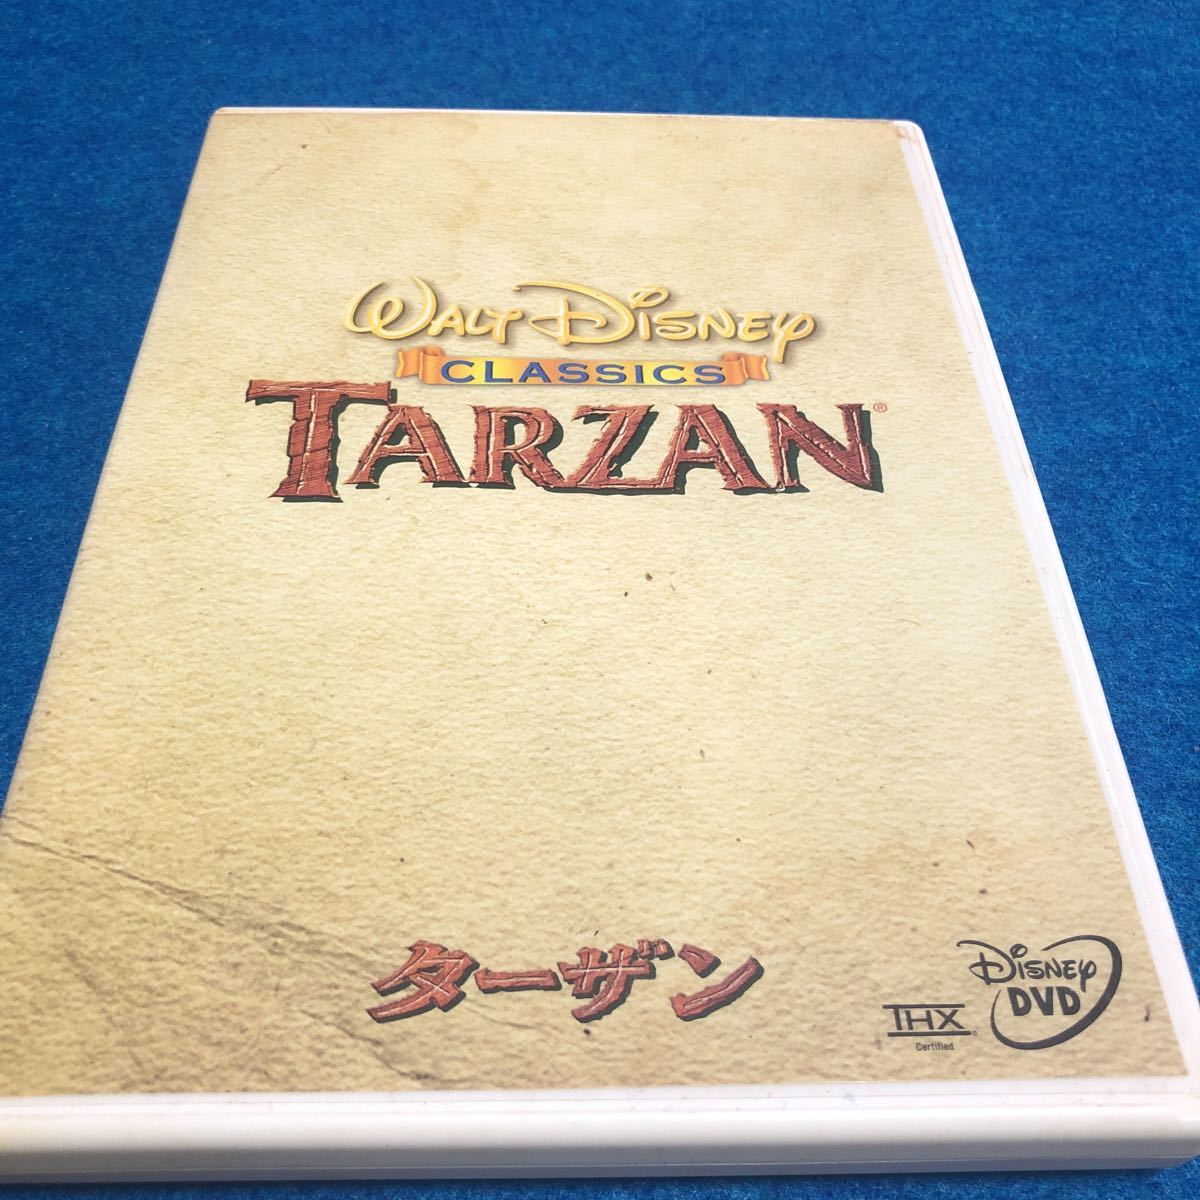 WALT DISNEY
CLASSICS
TARZAN®
ターザン®
THX®
Certified
DISNEY
DVD